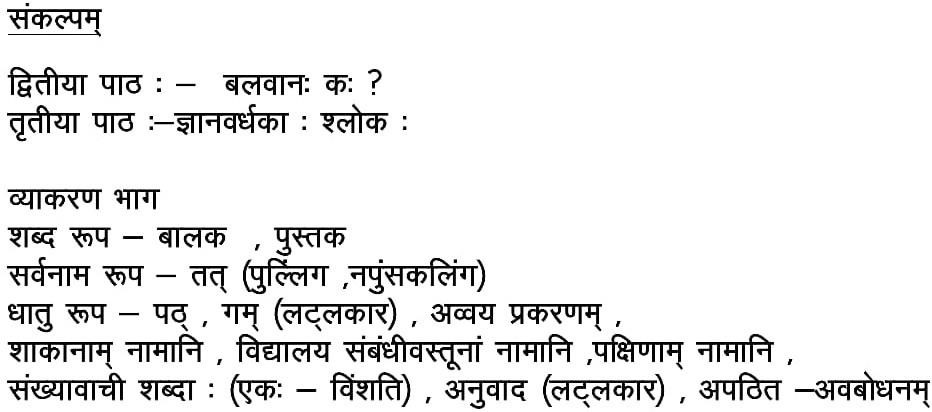 संकल्पम्
द्वितीया पाठ : – बलवानः कः ?
तृतीया पाठ :–ज्ञानवर्धका : श्लोक :
व्याकरण भाग
शब्द रूप – बालक , पुस्तक
सर्वनाम रूप – तत् (पुल्लिंग ,नपुंसकलिंग)
धातु रूप – पठ् , गम् (लट्लकार) , अव्वय प्रकरणम् ,
शाकानाम् नामानि , विद्यालय संबंधीवस्तूनां नामानि ,पक्षिणाम् नामानि ,
संख्यावाची शब्दा : (एकः – विंशति) , अनुवाद (लट्लकार) , अपठित –अवबोधनम्